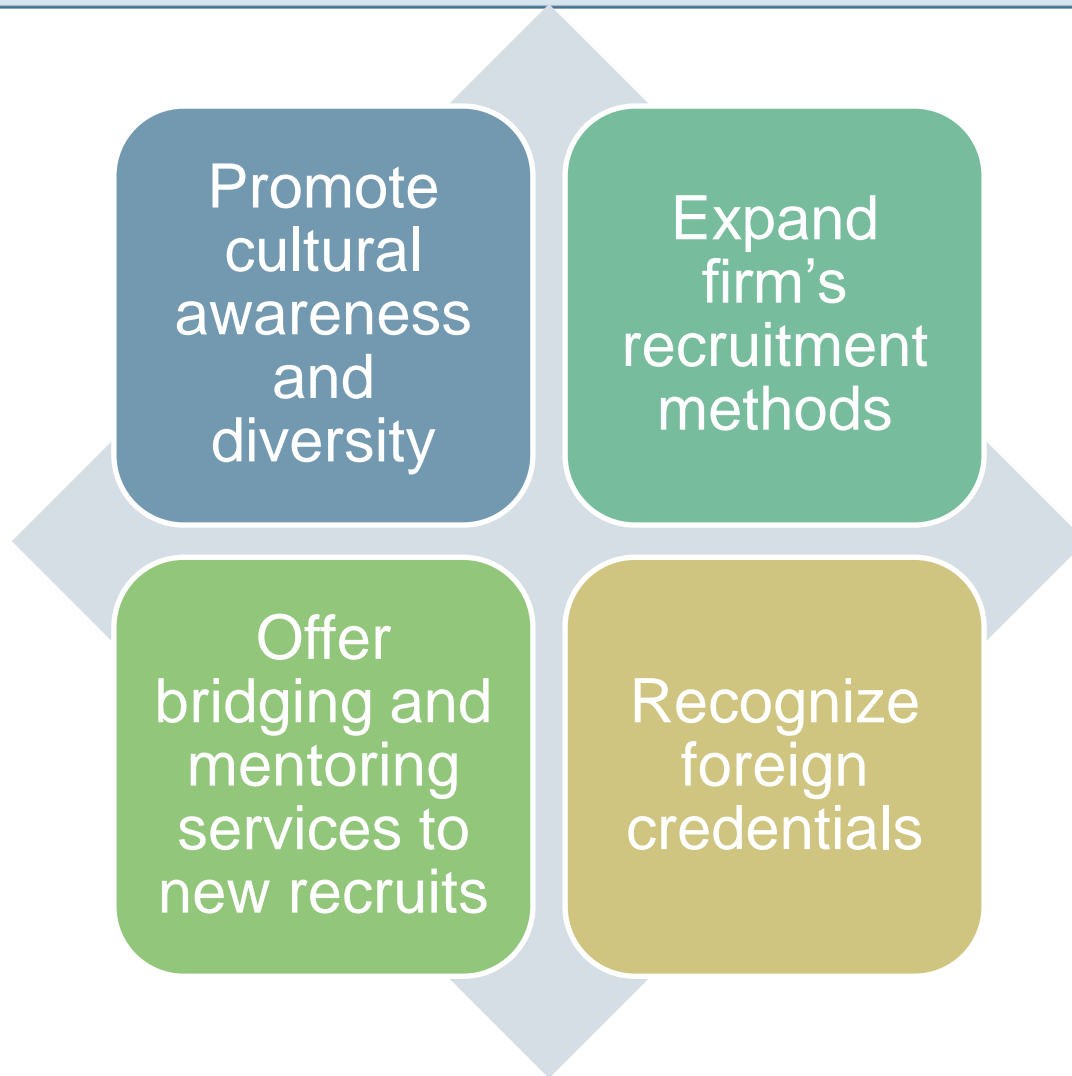 Promote
cultural
awareness
and
diversity
Expand
firm’s
recruitment
methods
Offer
bridging and
mentoring
services to
new recruits
Recognize
foreign
credentials